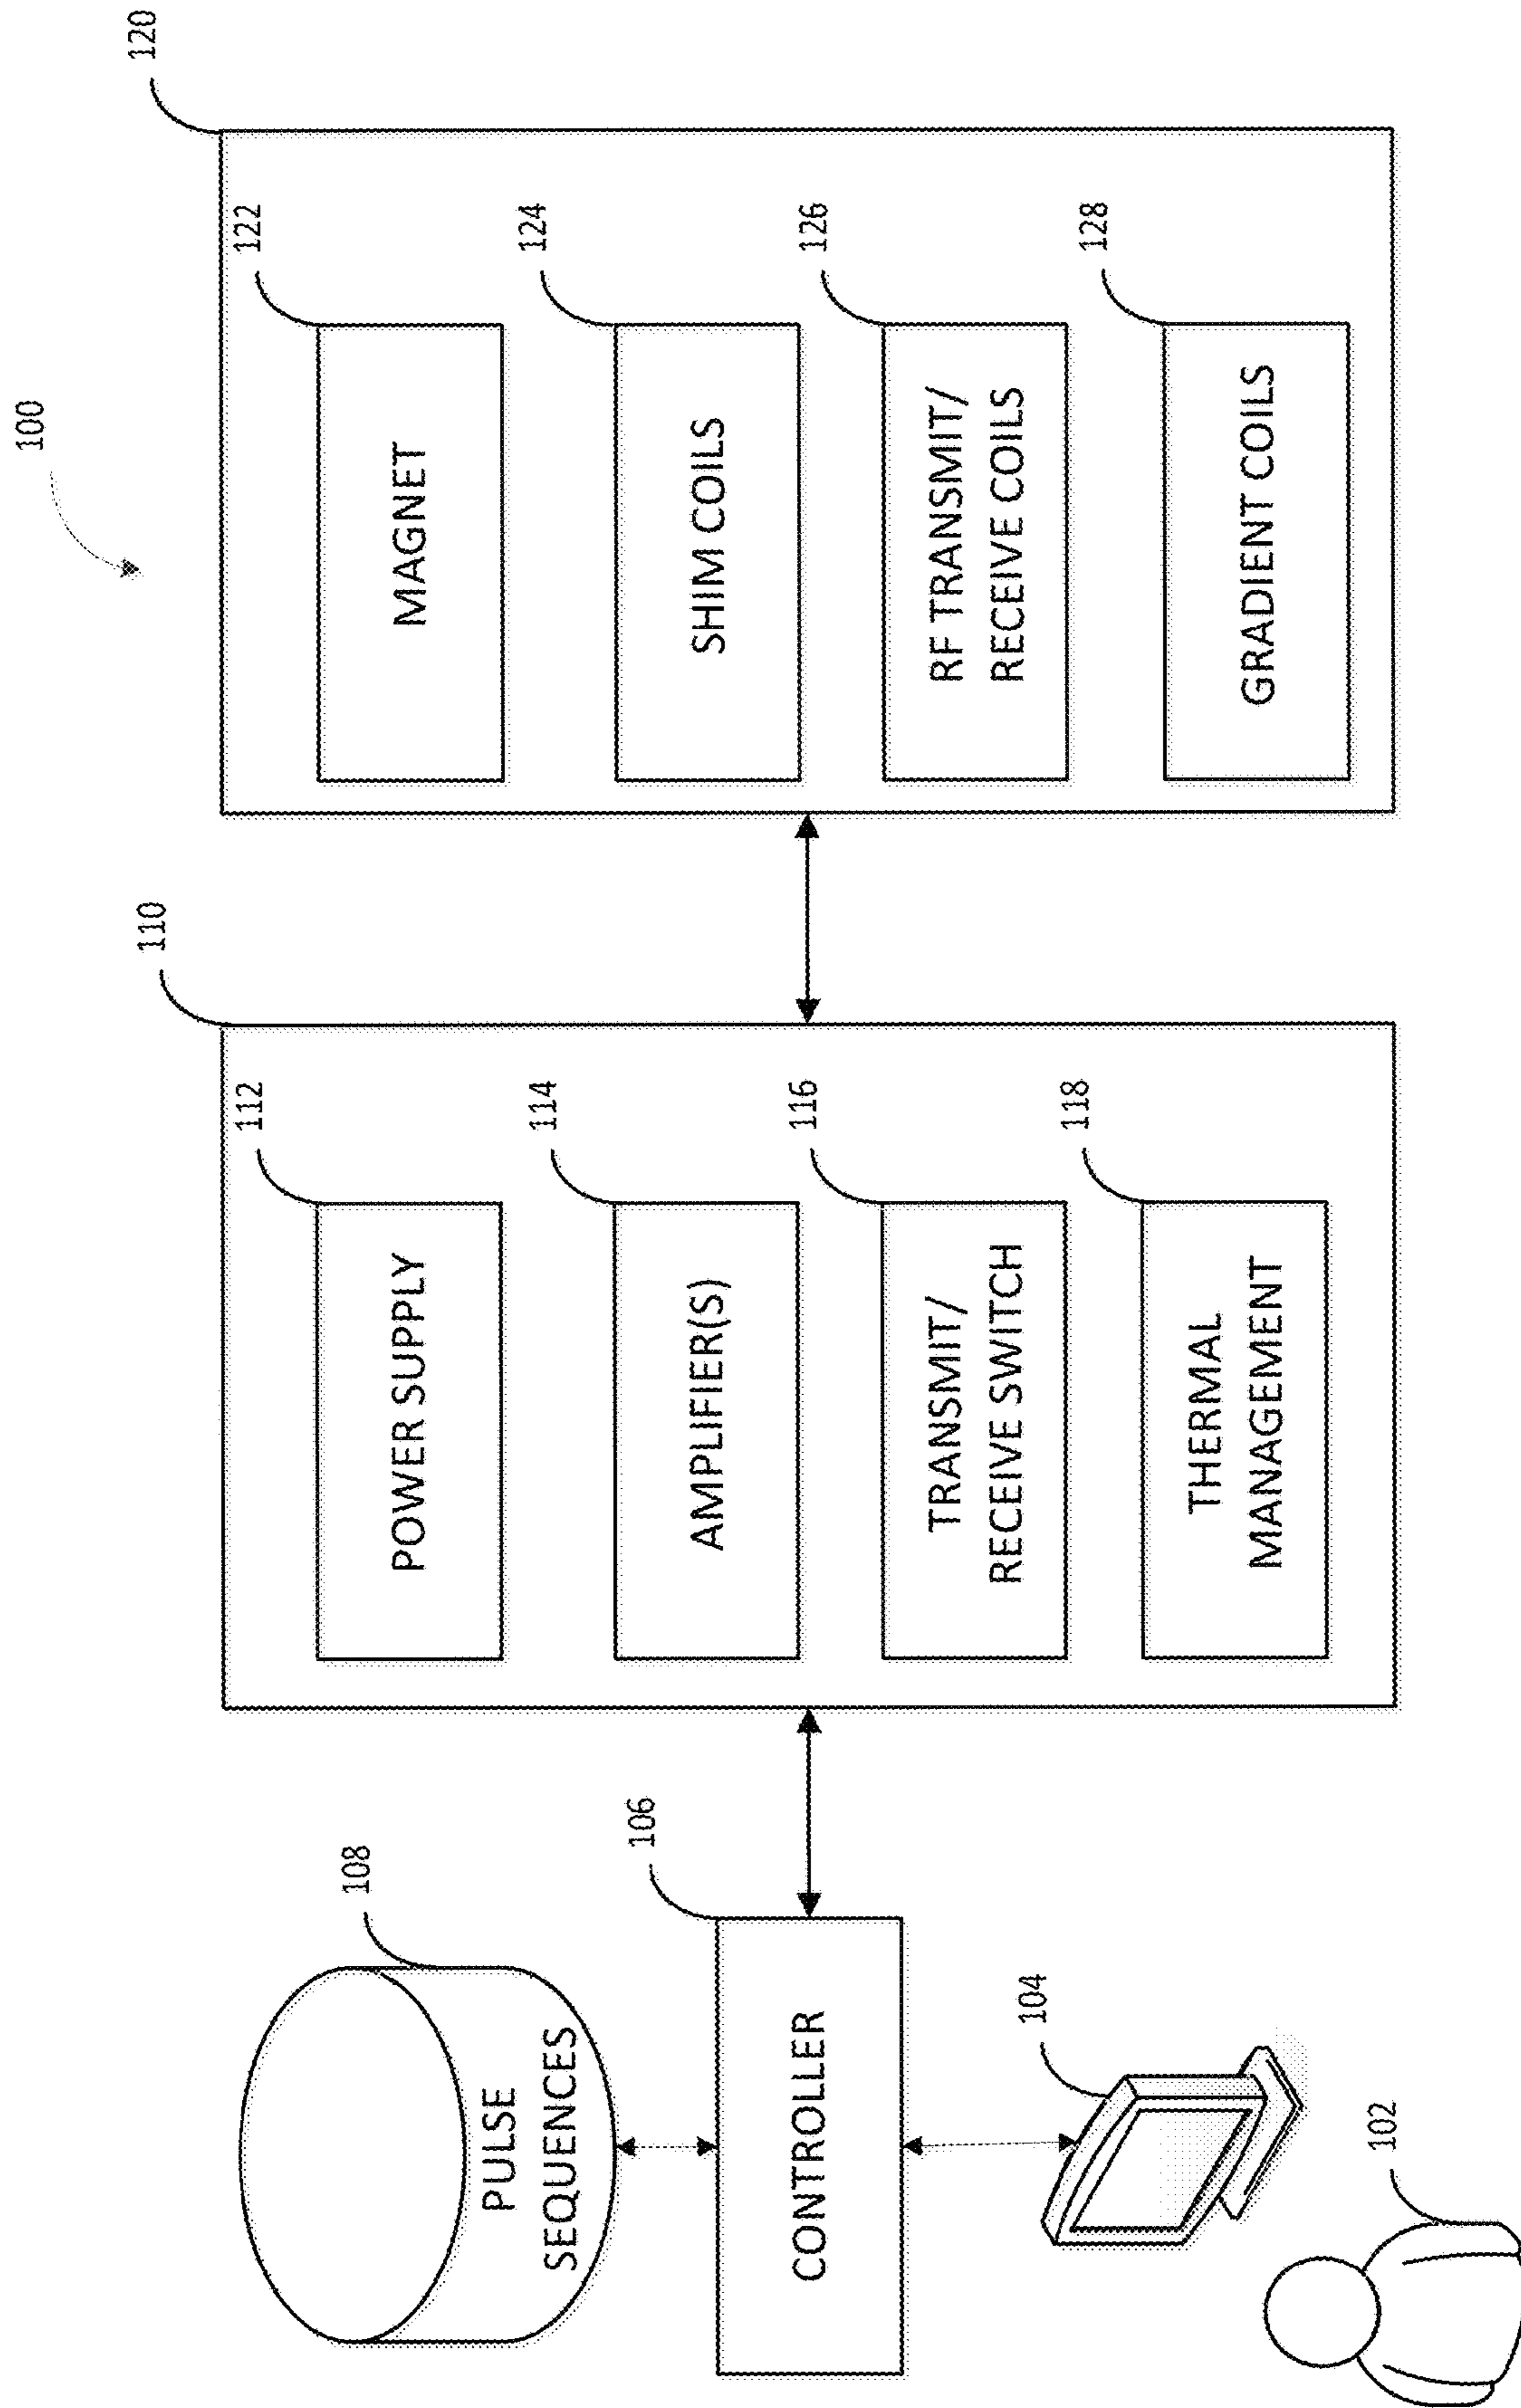 100
120
122
MAGNET
124
SHIM COILS
126
RF TRANSMIT/
RECEIVE COILS
128
GRADIENT COILS
110
112
POWER SUPPLY
114
AMPLIFIER(S)
116
TRANSMIT/
RECEIVE SWITCH
118
THERMAL
MANAGEMENT
108
PULSE
SEQUENCES
106
CONTROLLER
104
102